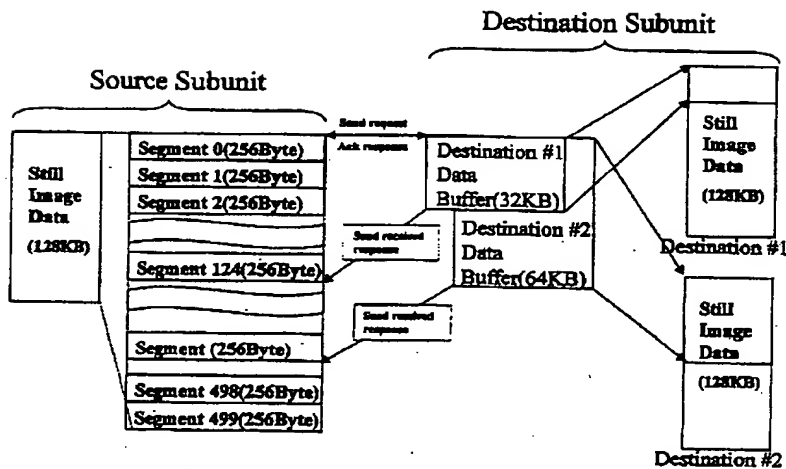 Destination Subunit
Source Subunit
Send request
Ack response
Still
Image
Data
(128KB)
Segment 0(256Byte)
Segment 1(256Byte)
Segment 2(256Byte)
Segment 124(256Byte)
Segment (256Byte)
Segment 498(256Byte)
Segment 499(256Byte)
Destination #1
Data
Buffer(32KB)
Send received
response
Destination #2
Data
Buffer(64KB)
Send received
response
Still
Image
Data
(128KB)
Destination #1
Still
Image
Data
(128KB)
Destination #2